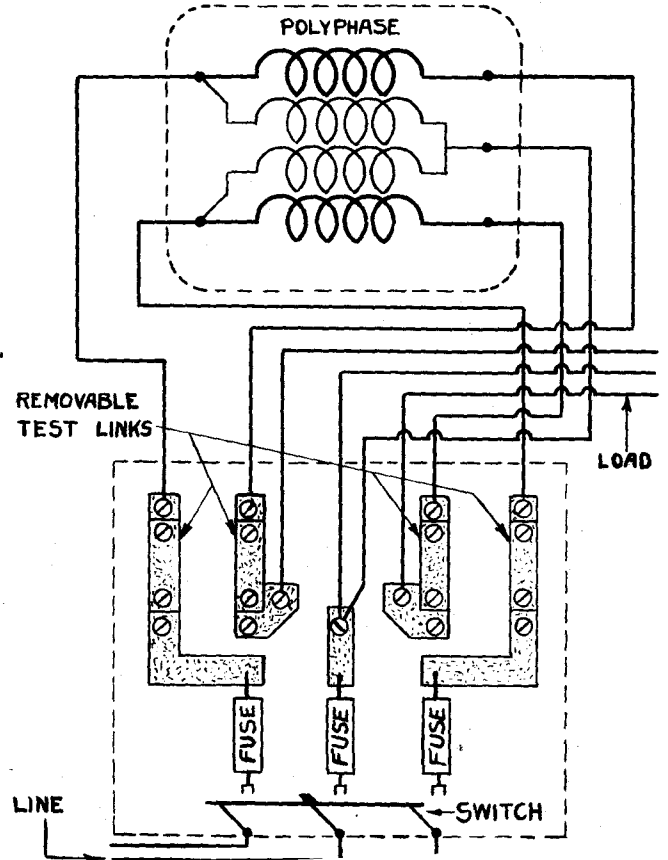 POLYPHASE
REMOVABLE
TEST LINKS
LOAD
FUSE
FUSE
FUSE
LINE
SWITCH